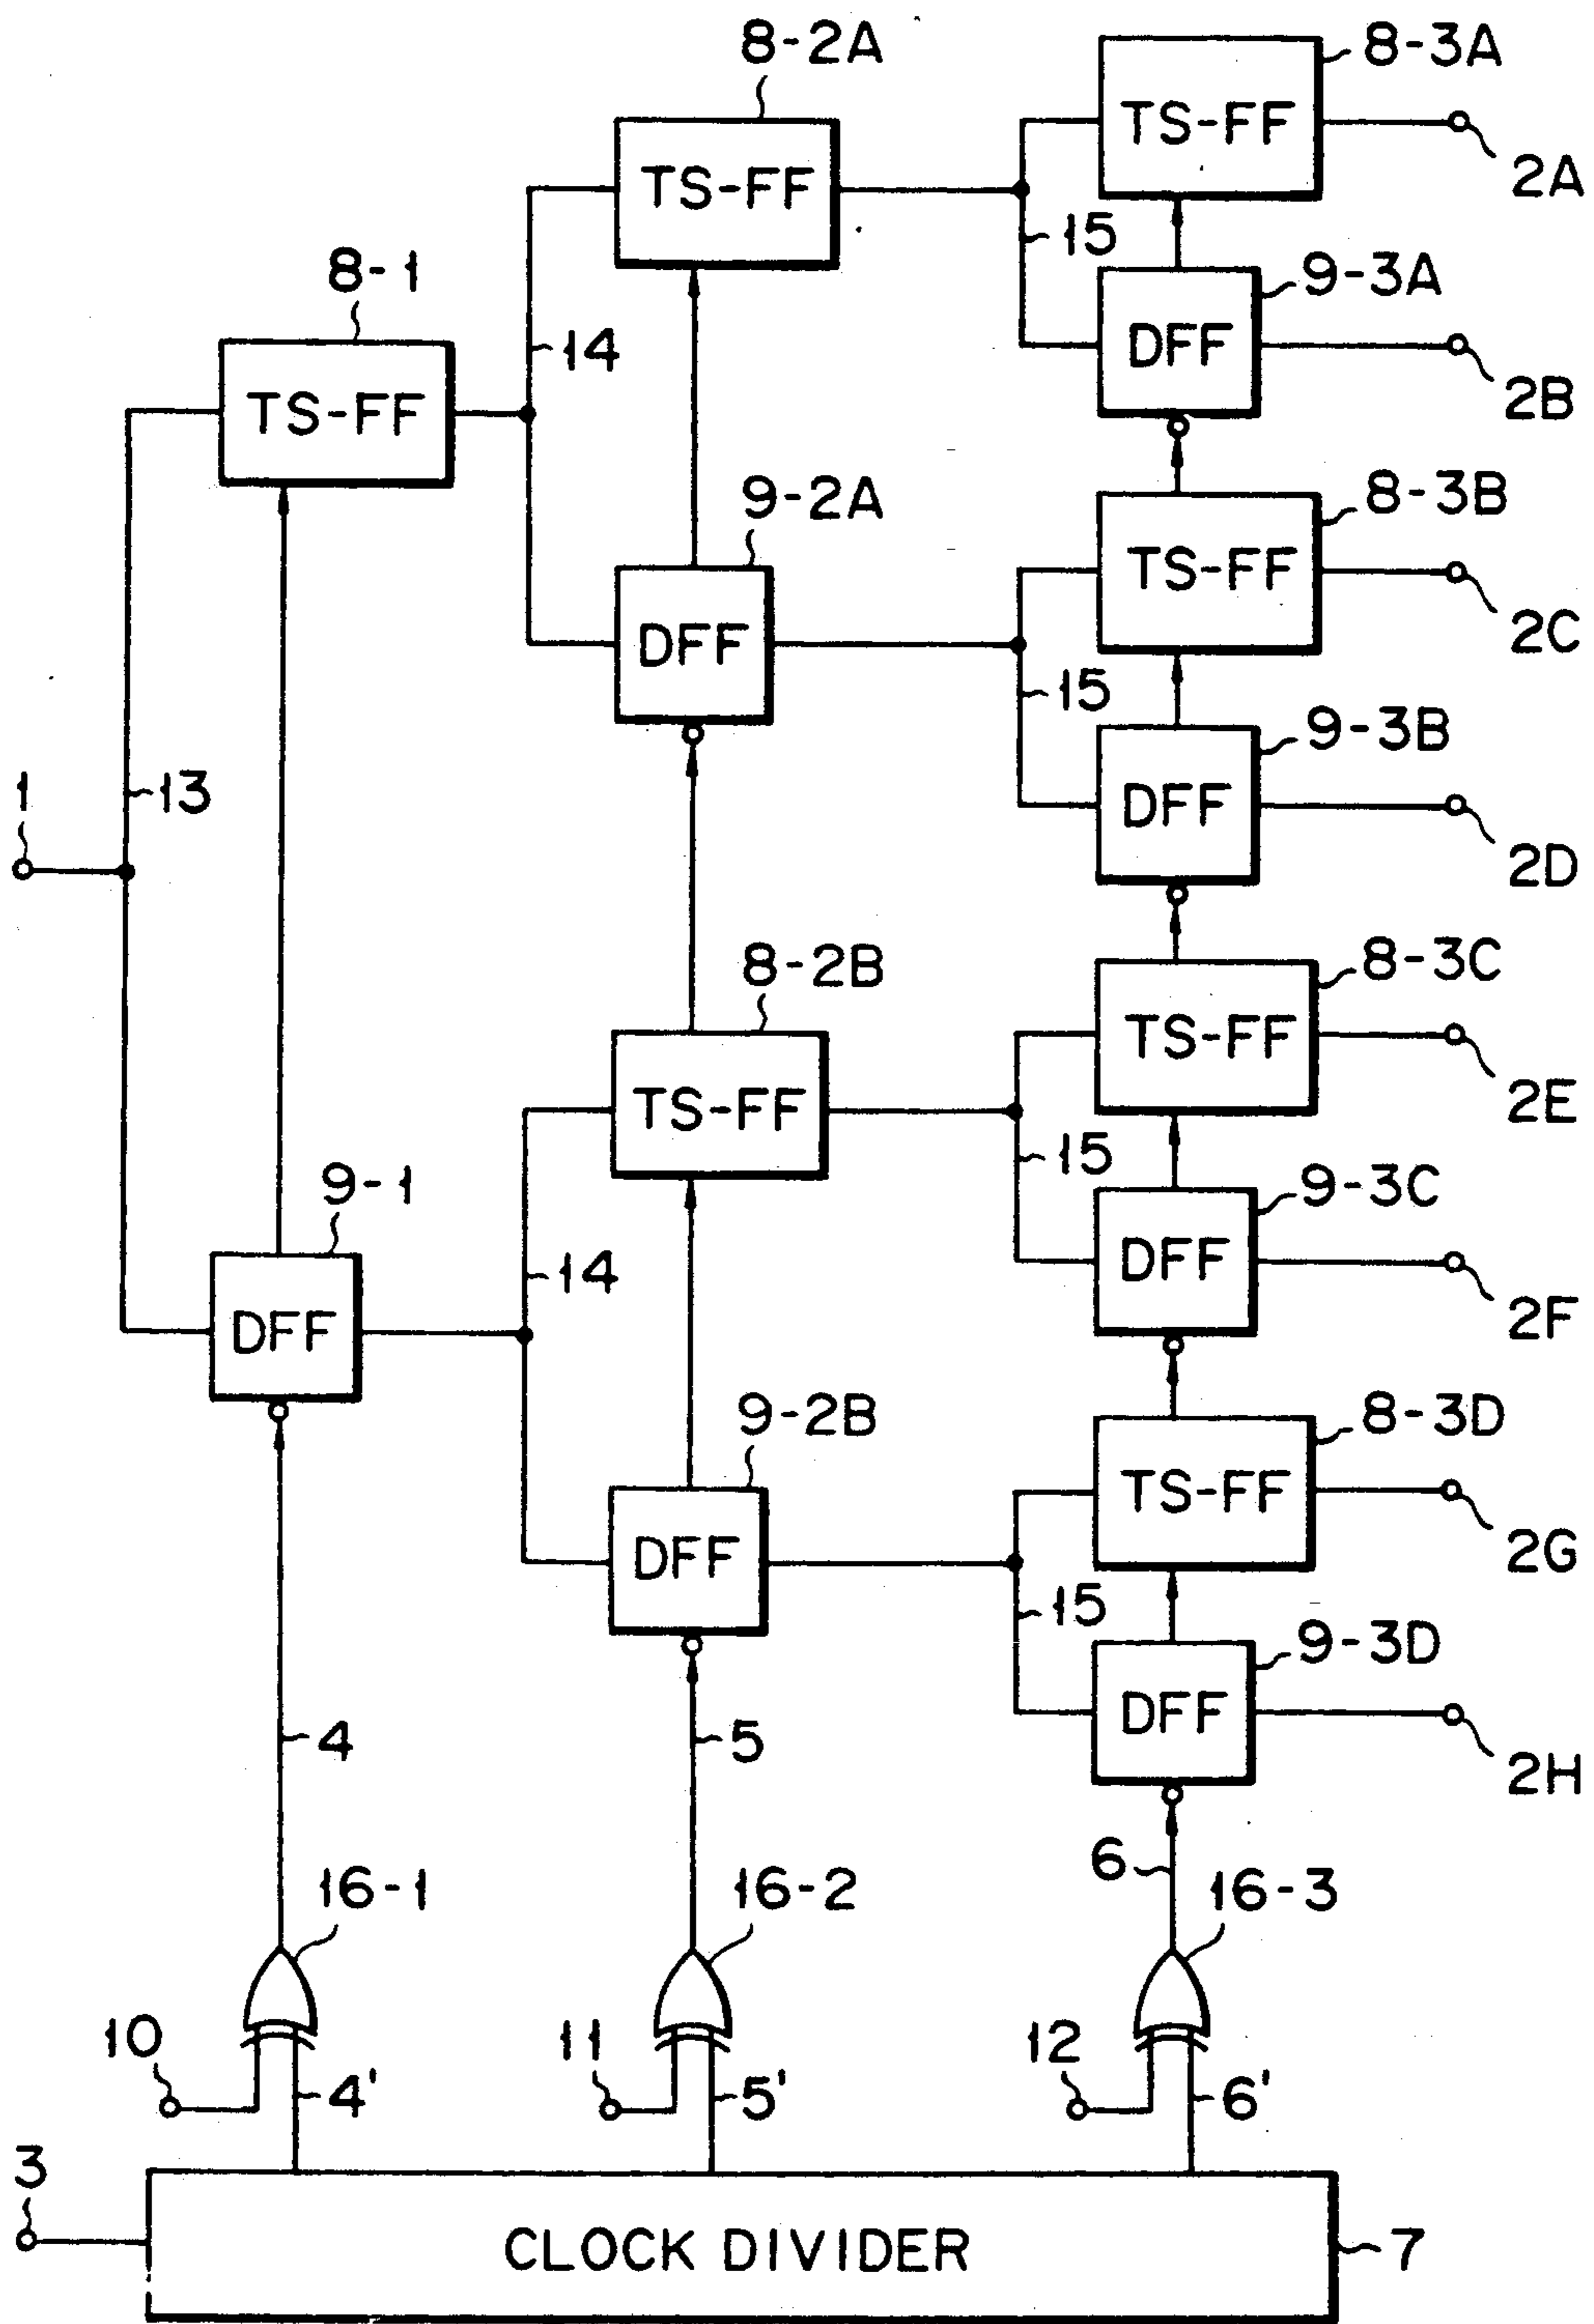 8-2A
8-3A
TS-FF
2A
TS-FF
15
8-1
9-3A
14
DFF
TS-FF
2B
9-2A
8-3B
TS-FF
2C
DFF
15
9-3B
1
13
DFF
2D
8-2B
8-3C
TS-FF
2E
TS-FF
15
9-1
9-3C
14
DFF
2F
DFF
9-2B
8-3D
TS-FF
2G
DFF
15
9-3D
4
5
DFF
2H
6
16-1
16-2
16-3
10
11
12
4'
5'
6'
3
CLOCK DIVIDER
7